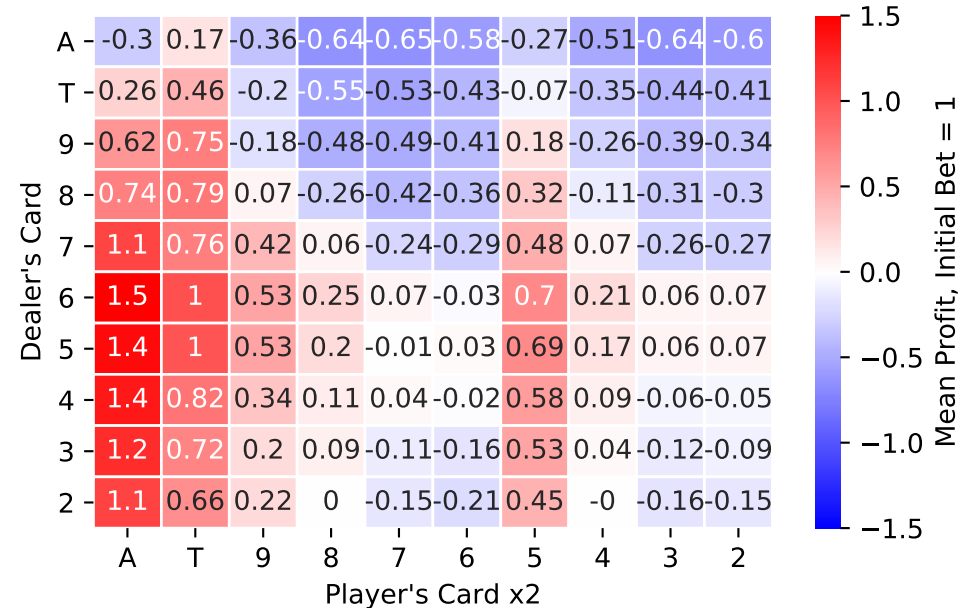 A -0.3 0.17 -0.36 -0.64 -0.65 -0.58 -0.27 -0.51 -0.64 -0.6
T 0.26 0.46 -0.2 -0.55 -0.53 -0.43 -0.07 -0.35 -0.44 -0.41
9 0.62 0.75 -0.18 -0.48 -0.49 -0.41 0.18 -0.26 -0.39 -0.34
8 0.74 0.79 0.07 -0.26 -0.42 -0.36 0.32 -0.11 -0.31 -0.3
7 1.1 0.76 0.42 0.06 -0.24 -0.29 0.48 0.07 -0.26 -0.27
6 1.5 1 0.53 0.25 0.07 -0.03 0.7 0.21 0.06 0.07
5 1.4 1 0.53 0.2 -0.01 0.03 0.69 0.17 0.06 0.07
4 1.4 0.82 0.34 0.11 0.04 -0.02 0.58 0.09 -0.06 -0.05
3 1.2 0.72 0.2 0.09 -0.11 -0.16 0.53 0.04 -0.12 -0.09
2 1.1 0.66 0.22 0 -0.15 -0.21 0.45 -0 -0.16 -0.15
A T 9 8 7 6 5 4 3 2
Player's Card x2
Dealer's Card
1.5
1.0
0.5
0.0
−0.5
−1.0
−1.5
Mean Profit, Initial Bet = 1